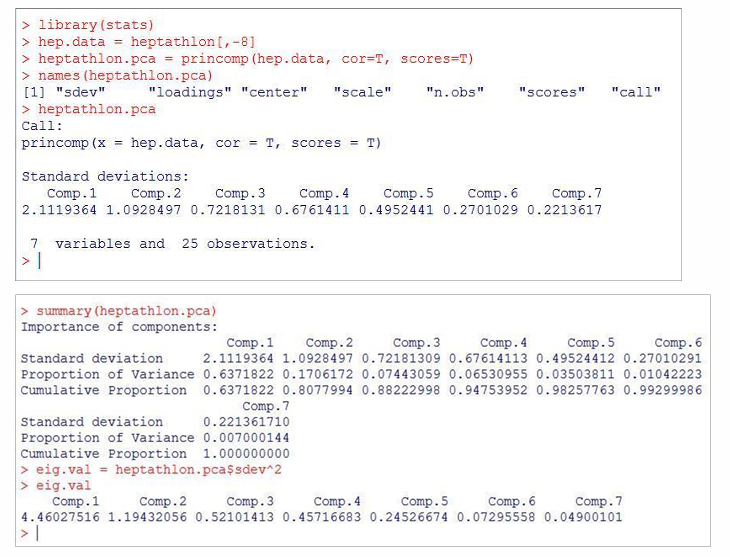 > library(stats)
> hep.data = heptathlon[,-8]
> heptathlon.pca = princomp(hep.data, cor=T, scores=T)
> names(heptathlon.pca)
[1] "sdev" "loadings" "center" "scale" "n.obs" "scores" "call"
> heptathlon.pca
Call:
princomp(x = hep.data, cor = T, scores = T)
Standard deviations:
Comp.1 Comp.2 Comp.3 Comp.4 Comp.5 Comp.6 Comp.7
2.1119364 1.0928497 0.7218131 0.6761411 0.4952441 0.2701029 0.2213617
7 variables and 25 observations.
>
> summary(heptathlon.pca)
Importance of components:
Comp.1 Comp.2 Comp.3 Comp.4 Comp.5 Comp.6
Standard deviation 2.1119364 1.0928497 0.72181309 0.67614113 0.49524412 0.27010291
Proportion of Variance 0.6371822 0.1706172 0.07443059 0.06530955 0.03503811 0.01042223
Cumulative Proportion 0.6371822 0.8077994 0.88222998 0.94753952 0.98257763 0.99299986
Comp.7
Standard deviation 0.221361710
Proportion of Variance 0.007000144
Cumulative Proportion 1.000000000
> eig.val = heptathlon.pca$sdev^2
> eig.val
Comp.1 Comp.2 Comp.3 Comp.4 Comp.5 Comp.6 Comp.7
4.46027516 1.19432056 0.52101413 0.45716683 0.24526674 0.07295558 0.04900101
>